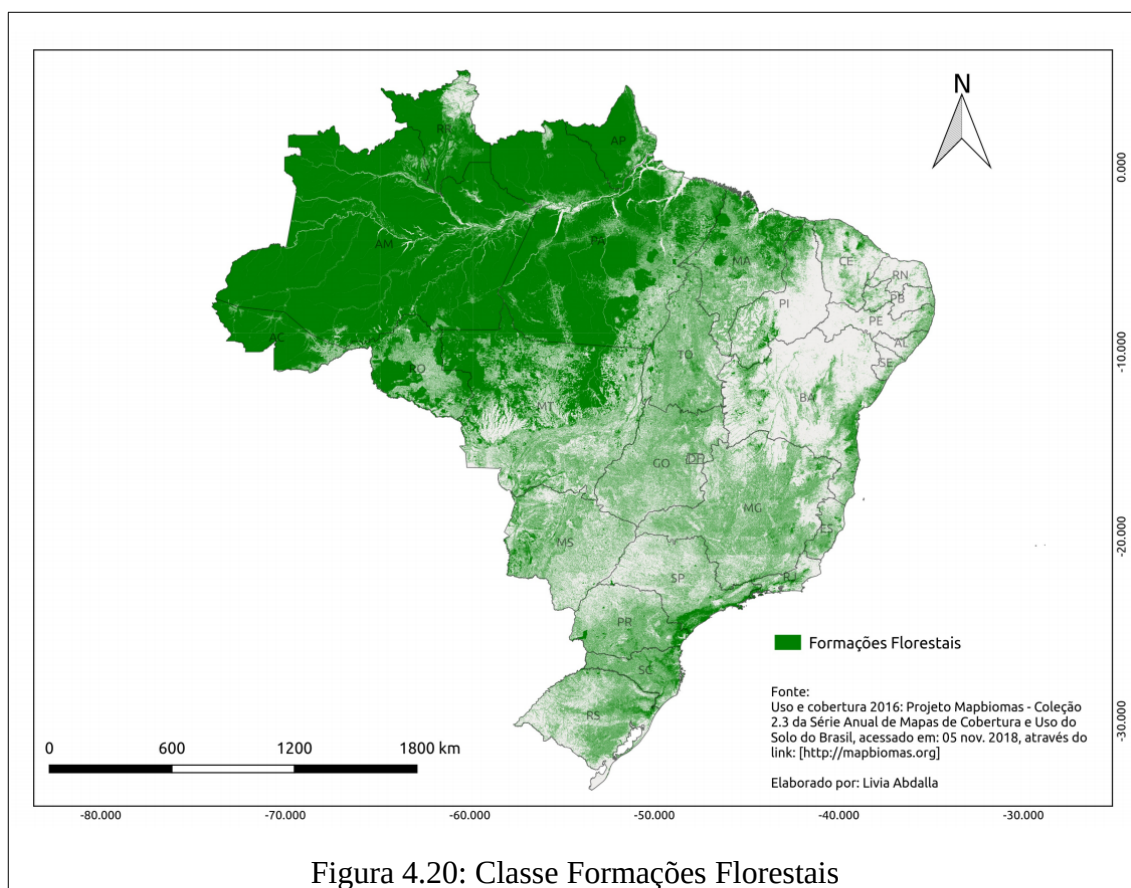 N
RR
AP
0.000
AM
PA
MA
CE
RN
PB
PI
PE
AC
AL
-10.000
RO
TO
SE
MT
BA
GO
DF
MG
ES
MS
-20.000
SP
RJ
PR
Formações Florestais
SC
RS
Fonte:
Uso e cobertura 2016: Projeto Mapbiomas - Coleção
2.3 da Série Anual de Mapas de Cobertura e Uso do
Solo do Brasil, acessado em: 05 nov. 2018, através do
link: [http://mapbiomas.org]
-30.000
Elaborado por: Livia Abdalla
0 600 1200 1800 km
-80.000 -70.000 -60.000 -50.000 -40.000 -30.000
Figura 4.20: Classe Formações Florestais